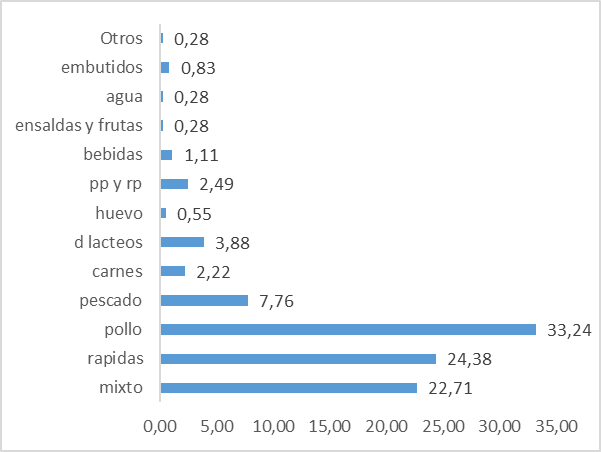 Otros 0,28
embutidos 0,83
agua 0,28
ensaldas y frutas 0,28
bebidas 1,11
pp y rp 2,49
huevo 0,55
d lacteos 3,88
carnes 2,22
pescado 7,76
pollo 33,24
rapidas 24,38
mixto 22,71
0,00 5,00 10,00 15,00 20,00 25,00 30,00 35,00